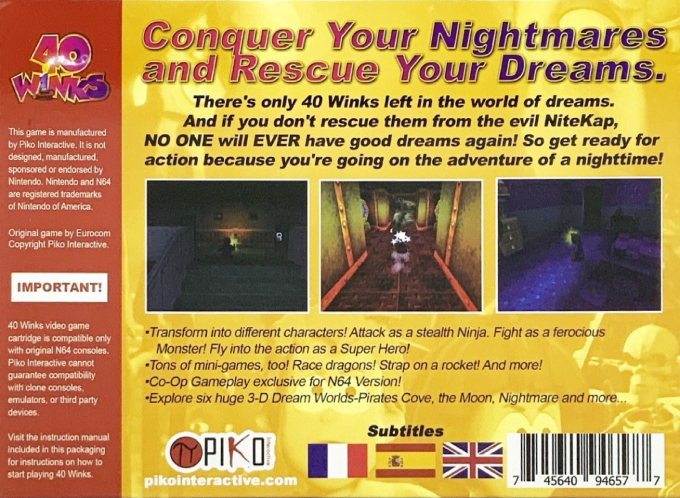 40
WINKS
This game is manufactured
by Piko Interactive. It is not
designed, manufactured,
sponsored or endorsed by
Nintendo. Nintendo and N64
are registered trademarks
of Nintendo of America.
Original game by Eurocom
Copyright Piko Interactive.
IMPORTANT!
40 Winks video game
cartridge is compatible only
with original N64 consoles.
Piko Interactive cannot
guarantee compatibility
with clone consoles,
emulators, or third party
devices.
Visit the instruction manual
included in this packaging
for instructions on how to
start playing 40 Winks.
Conquer Your Nightmares
and Rescue Your Dreams.
There's only 40 Winks left in the world of dreams.
And if you don't rescue them from the evil NiteKap,
NO ONE will EVER have good dreams again! So get ready for
action because you're going on the adventure of a nighttime!
•Transform into different characters! Attack as a stealth Ninja. Fight as a ferocious
Monster! Fly into the action as a Super Hero!
•Tons of mini-games, too! Race dragons! Strap on a rocket! And more!
•Co-Op Gameplay exclusive for N64 Version!
•Explore six huge 3-D Dream Worlds-Pirates Cove, the Moon, Nightmare and more...
PIKO
Interactive
pikointeractive.com
Subtitles
7 45640 94657 7